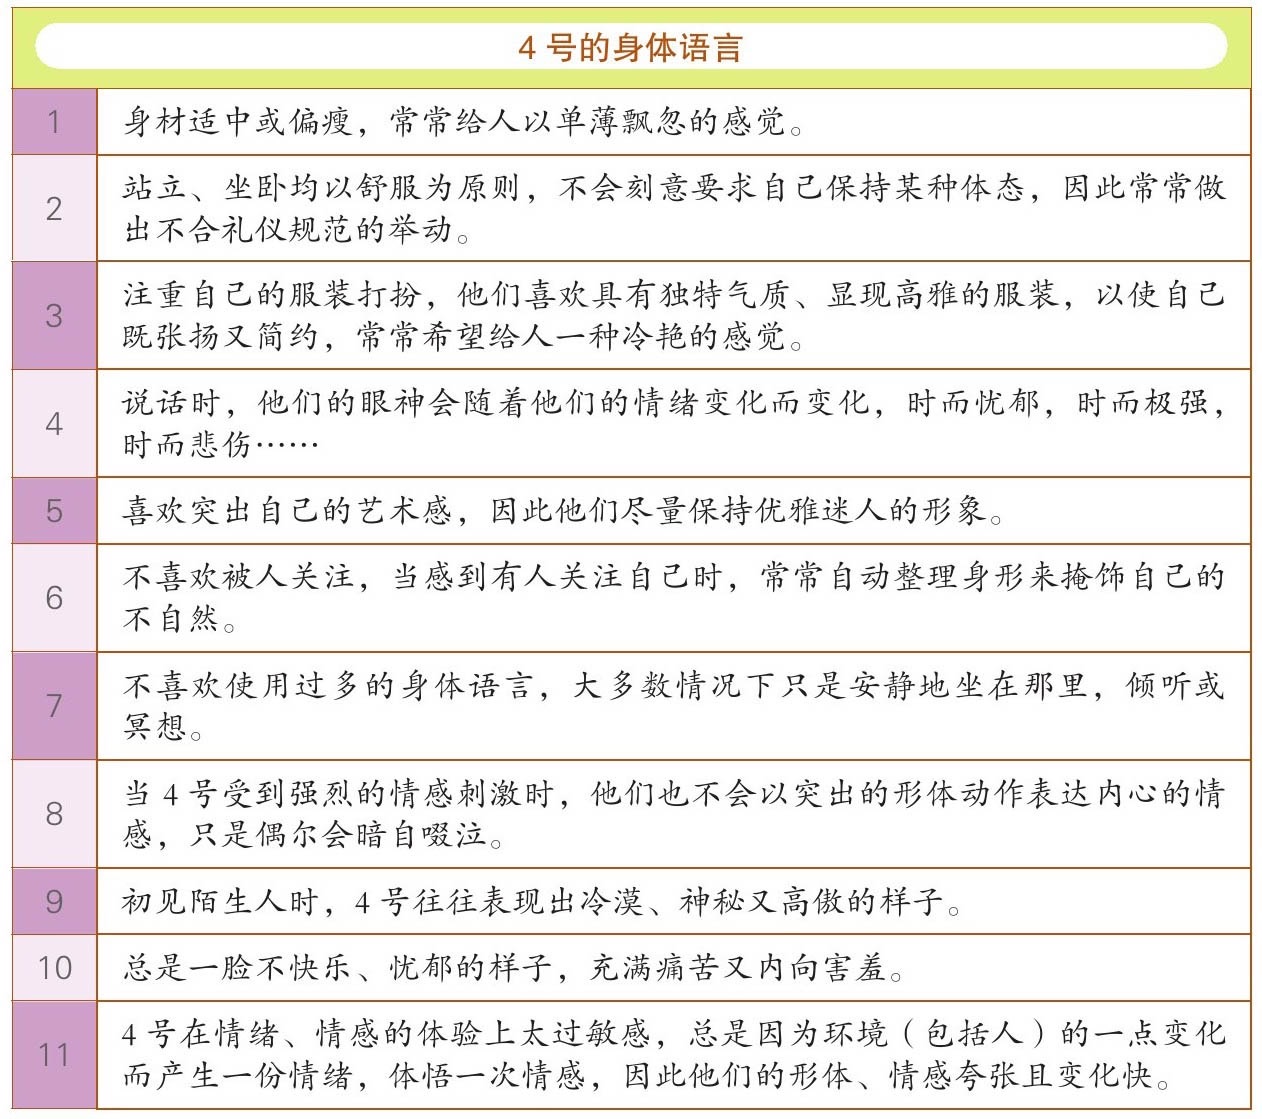 4 号的身体语言
1
身材适中或偏瘦，常常给人以单薄飘忽的感觉。
2
站立、坐卧均以舒服为原则，不会刻意要求自己保持某种体态，因此常常做
出不合礼仪规范的举动。
3
注重自己的服装打扮，他们喜欢具有独特气质、显现高雅的服装，以使自己
既张扬又简约，常常希望给人一种冷艳的感觉。
4
说话时，他们的眼神会随着他们的情绪变化而变化，时而忧郁，时而极强，
时而悲伤……
5
喜欢突出自己的艺术感，因此他们尽量保持优雅迷人的形象。
6
不喜欢被人关注，当感到有人关注自己时，常常自动整理身形来掩饰自己的
不自然。
7
不喜欢使用过多的身体语言，大多数情况下只是安静地坐在那里，倾听或
冥想。
8
当 4 号受到强烈的情感刺激时，他们也不会以突出的形体动作表达内心的情
感，只是偶尔会暗自啜泣。
9
初见陌生人时，4 号往往表现出冷漠、神秘又高傲的样子。
10
总是一脸不快乐、忧郁的样子，充满痛苦又内向害羞。
11
4 号在情绪、情感的体验上太过敏感，总是因为环境（包括人）的一点变化
而产生一份情绪，体悟一次情感，因此他们的形体、情感夸张且变化快。